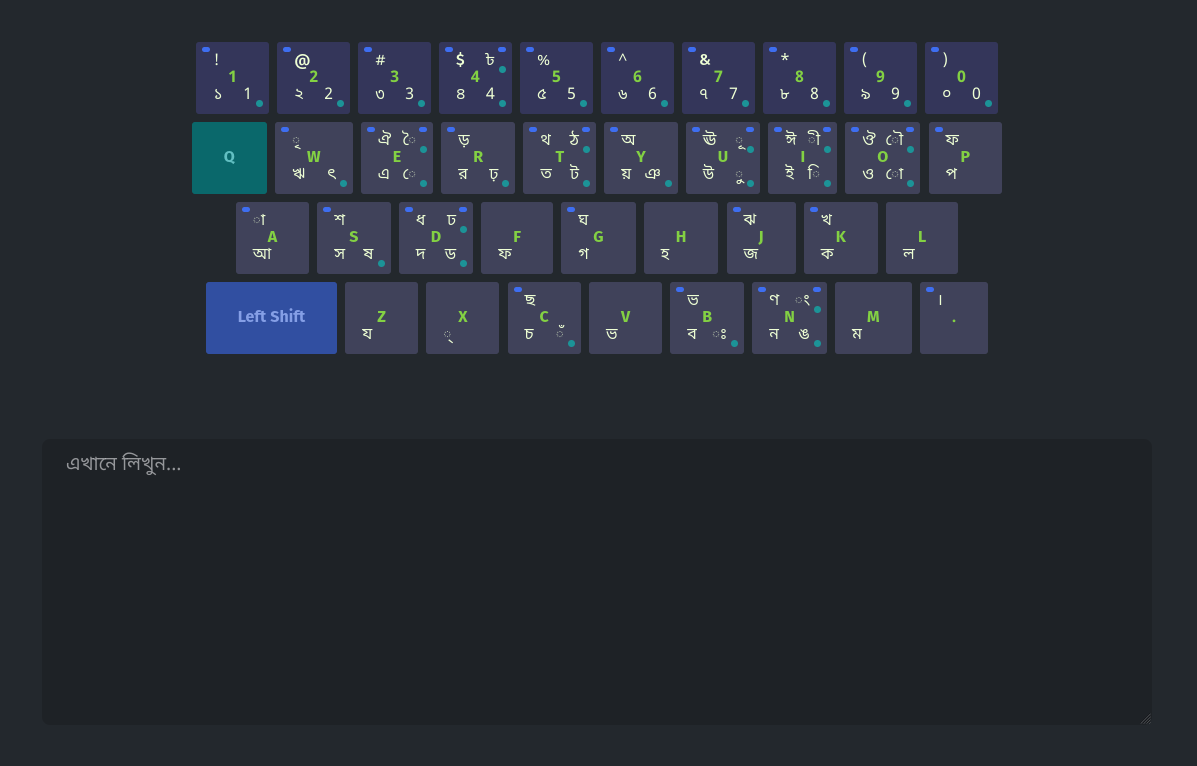 ! @ # $ ৳ % ^ & * ( )
1 2 3 4 5 6 7 8 9 0
১ 1 ২ 2 ৩ 3 ৪ 4 ৫ 5 ৬ 6 ৭ 7 ৮ 8 ৯ 9 ০ 0
ৃ ঐ ৈ ড় থ ঠ অ ঊ ূ ঈ ী ঔ ৌ ফ
Q W E R T Y U I O P
ঋ ৎ এ ে র ঢ় ত ট য় ঞ উ ু ই ি ও ো প
া শ ধ ঢ ঘ ঝ খ
A S D F G H J K L
আ স ষ দ ড ফ গ হ জ ক ল
ছ ভ ণ ং ।
Left Shift Z X C V B N M .
য ্ চ ঁ ভ ব ঃ ন ঙ ম
এখানে লিখুন...